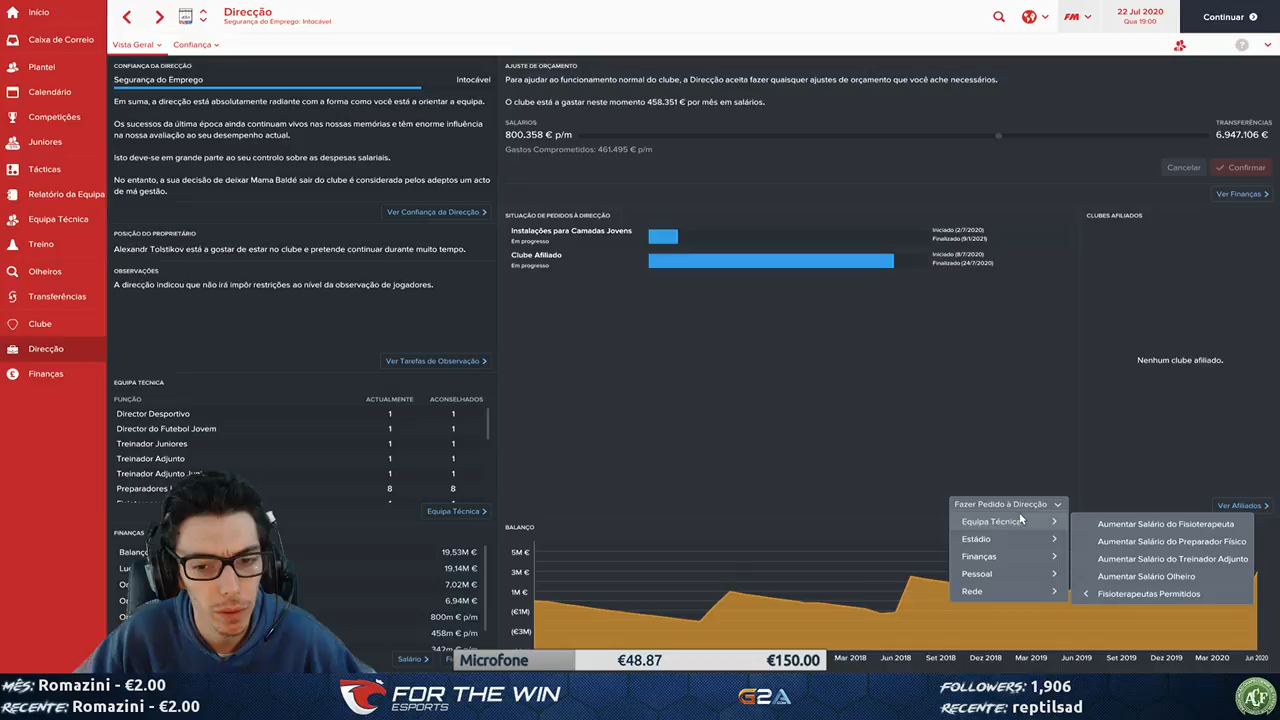 Início
Caixa de Correio
Plantel
Calendário
Competições
Juniores
Tácticas
Relatório da Equipa
Equipa Técnica
Treino
Olheiros
Transferências
Clube
Direcção
Finanças
Direcção
Segurança do Emprego: Intocável
FM
22 Jul 2020
Qua 19:00
Continuar
Vista Geral
Confiança
CONFIANÇA DA DIRECÇÃO
Segurança do Emprego Intocável
Em suma, a direcção está absolutamente radiante com a forma como você está a orientar a equipa.
Os sucessos da última época ainda continuam vivos nas nossas memórias e têm enorme influência
na nossa avaliação ao seu desempenho actual.
Isto deve-se em grande parte ao seu controlo sobre as despesas salariais.
No entanto, a sua decisão de deixar Mama Baldé sair do clube é considerada pelos adeptos um acto
de má gestão.
Ver Confiança da Direcção
POSIÇÃO DO PROPRIETÁRIO
Alexandr Tolstikov está a gostar de estar no clube e pretende continuar durante muito tempo.
OBSERVAÇÕES
A direcção indicou que não irá impôr restrições ao nível da observação de jogadores.
Ver Tarefas de Observação
EQUIPA TÉCNICA
FUNÇÃO ACTUALMENTE ACONSELHADOS
Director Desportivo 1 1
Director do Futebol Jovem 1 1
Treinador Juniores 1 1
Treinador Adjunto 1 1
Treinador Adjunto 1 1
Preparadores 8 8
Equipa Técnica
FINANÇAS
19,53M €
19,14M €
7,02M €
6,94M €
800m € p/m
458m € p/m
342m € p/m
Salário
AJUSTE DE ORÇAMENTO
Para ajudar ao funcionamento normal do clube, a Direcção aceita fazer quaisquer ajustes de orçamento que você ache necessários.
O clube está a gastar neste momento 458.351 € por mês em salários.
SALÁRIOS TRANSFERÊNCIAS
800.358 € p/m 6.947.106 €
Gastos Comprometidos: 461.495 € p/m
Cancelar
Confirmar
Ver Finanças
SITUAÇÃO DE PEDIDOS À DIRECÇÃO
Instalações para Camadas Jovens
Em progresso
Iniciado (2/7/2020)
Finalizado (9/1/2021)
Clube Afiliado
Em progresso
Iniciado (8/7/2020)
Finalizado (24/7/2020)
CLUBES AFILIADOS
Nenhum clube afiliado.
Ver Afiliados
Fazer Pedido à Direcção
Equipa Técnica
Estádio
Finanças
Pessoal
Rede
Aumentar Salário do Fisioterapeuta
Aumentar Salário do Preparador Físico
Aumentar Salário do Treinador Adjunto
Aumentar Salário Olheiro
Fisioterapeutas Permitidos
BALANÇO
5M €
3M €
1M €
(€1M)
(€3M)
Mar 2018 Jun 2018 Set 2018 Dez 2018 Mar 2019 Jun 2019 Set 2019 Dez 2019 Mar 2020 Jun 2020
Microfone €48.87 €150.00
MÊS: Romazini - €2.00
RECENTE: Romazini - €2.00
FOR THE WIN
ESPORTS
G2A
FOLLOWERS: 1,906
RECENTE: reptilsad
ACF